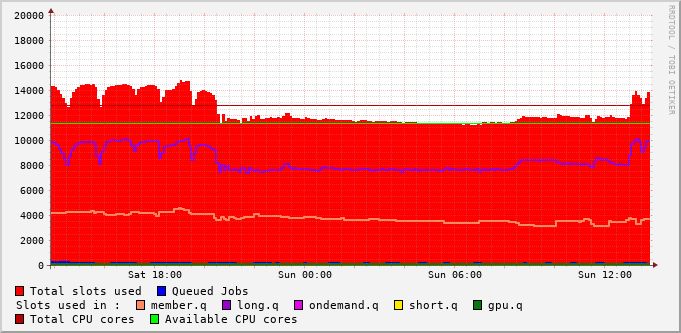 20000
18000
16000
14000
12000
10000
8000
6000
4000
2000
0
Sat 18:00 Sun 00:00 Sun 06:00 Sun 12:00
RRDTOOL / TOBI OETIKER
Total slots used Queued Jobs
Slots used in : member.q long.q ondemand.q short.q gpu.q
Total CPU cores Available CPU cores